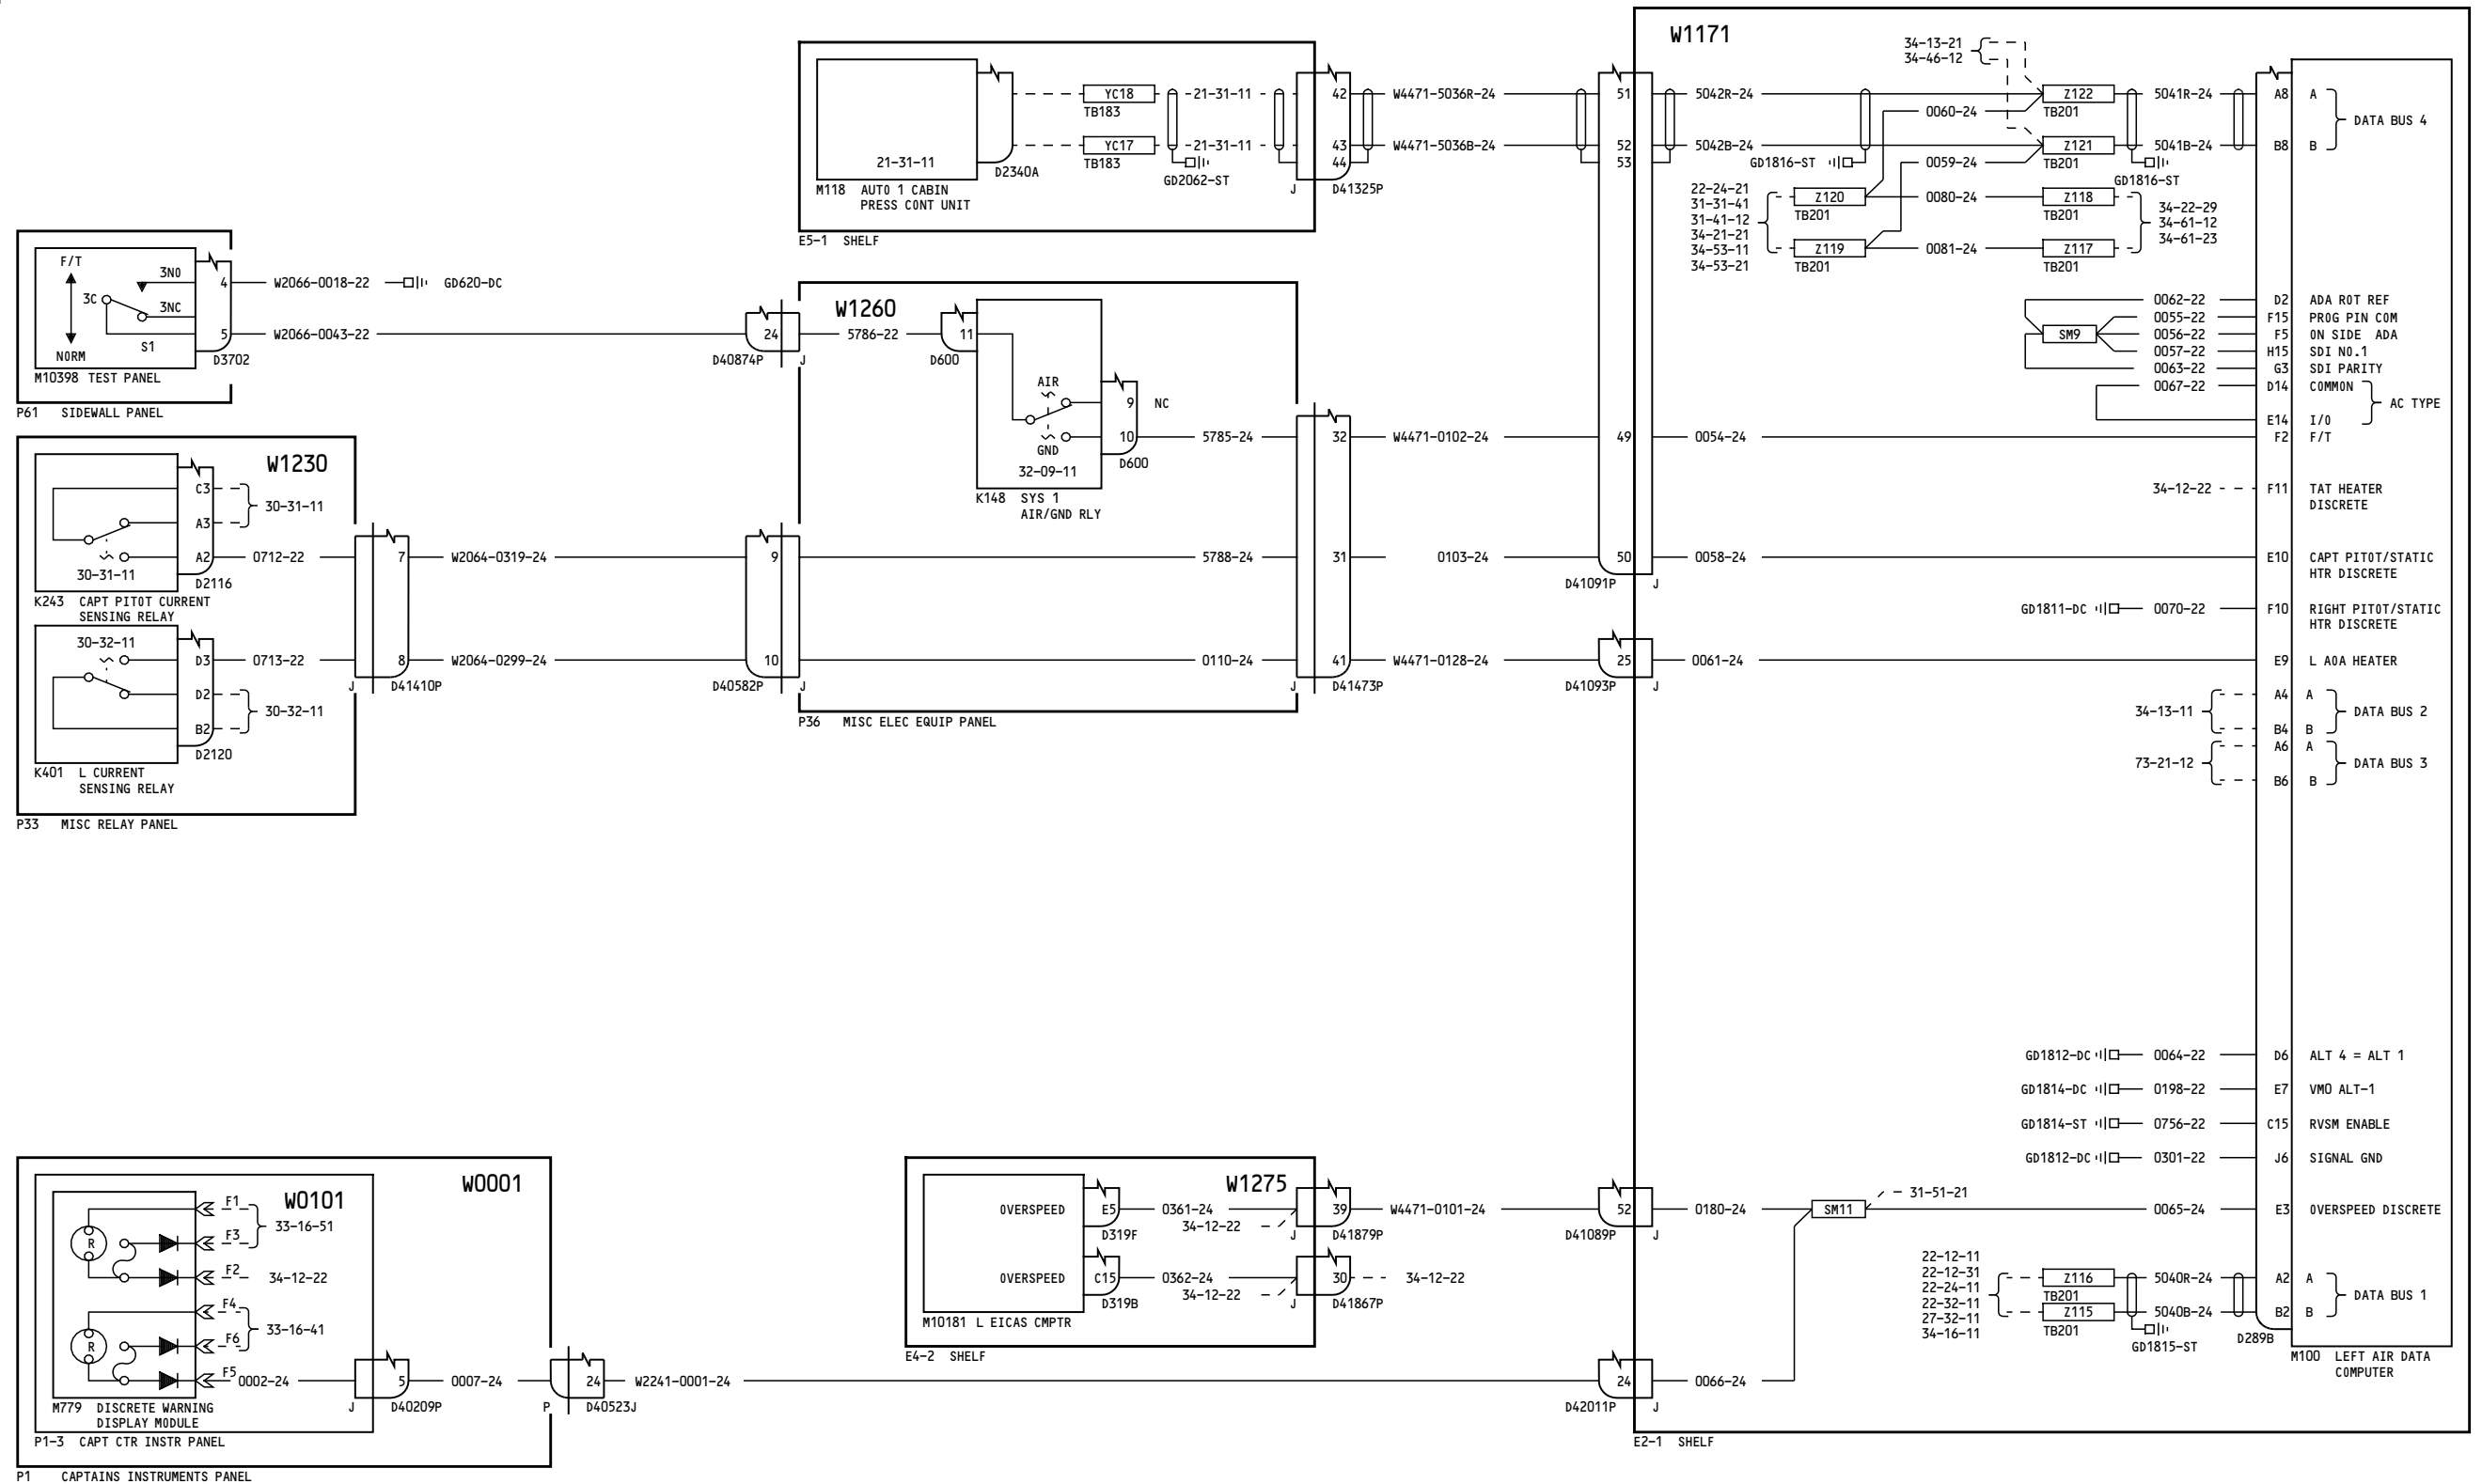 W1171
34-13-21
34-46-12
M118 AUTO 1 CABIN
PRESS CONT UNIT
21-31-11
D2340A
YC18
TB183
21-31-11
YC17
TB183
21-31-11
GD2062-ST
42
43
44
J
D41325P
E5-1 SHELF
W4471-5036R-24
W4471-5036B-24
51
52
53
5042R-24
5042B-24
GD1816-ST
0060-24
0059-24
Z122
TB201
Z121
TB201
5041R-24
5041B-24
GD1816-ST
A8 A
B8 B
DATA BUS 4
22-24-21
31-31-41
31-41-12
34-21-21
34-53-11
34-53-21
Z120
TB201
Z119
TB201
0080-24
0081-24
Z118
TB201
Z117
TB201
34-22-29
34-61-12
34-61-23
F/T
NORM
3NO
3C
3NC
S1
4
5
D3702
M10398 TEST PANEL
P61 SIDEWALL PANEL
W2066-0018-22
GD620-DC
W2066-0043-22
24
D40874P
J
W1260
5786-22
11
D600
AIR
GND
32-09-11
9
NC
10
D600
K148 SYS 1
AIR/GND RLY
5785-24
32
W4471-0102-24
49
0054-24
SM9
0062-22 D2 ADA ROT REF
0055-22 F15 PROG PIN COM
0056-22 F5 ON SIDE ADA
0057-22 H15 SDI NO.1
0063-22 G3 SDI PARITY
0067-22 D14 COMMON
E14 I/O
AC TYPE
F2 F/T
34-12-22 F11 TAT HEATER
DISCRETE
W1230
C3
A3
30-31-11
A2
30-31-11
D2116
K243 CAPT PITOT CURRENT
SENSING RELAY
0712-22
7
W2064-0319-24
9
5788-24
31
0103-24
50
D41091P
J
0058-24
E10 CAPT PITOT/STATIC
HTR DISCRETE
GD1811-DC
0070-22
F10 RIGHT PITOT/STATIC
HTR DISCRETE
30-32-11
D3
D2
B2
30-32-11
D2120
K401 L CURRENT
SENSING RELAY
P33 MISC RELAY PANEL
0713-22
8
J
D41410P
W2064-0299-24
10
D40582P
J
0110-24
41
J
D41473P
P36 MISC ELEC EQUIP PANEL
W4471-0128-24
25
D41093P
J
0061-24
E9 L AOA HEATER
34-13-11
A4 A
B4 B
DATA BUS 2
73-21-12
A6 A
B6 B
DATA BUS 3
GD1812-DC 0064-22 D6 ALT 4 = ALT 1
GD1814-DC 0198-22 E7 VMO ALT-1
GD1814-ST 0756-22 C15 RVSM ENABLE
GD1812-DC 0301-22 J6 SIGNAL GND
W0001
W0101
R
F1
F3
33-16-51
F2
34-12-22
R
F4
F6
33-16-41
F5
0002-24
5
M779 DISCRETE WARNING
DISPLAY MODULE
J
D40209P
P1-3 CAPT CTR INSTR PANEL
P1 CAPTAINS INSTRUMENTS PANEL
0007-24
24
P
D40523J
W2241-0001-24
W1275
OVERSPEED
E5
0361-24
34-12-22
D319F
39
J
D41879P
W4471-0101-24
52
D41089P
J
0180-24
SM11
31-51-21
0065-24
E3 OVERSPEED DISCRETE
OVERSPEED
C15
0362-24
34-12-22
D319B
30
J
D41867P
34-12-22
M10181 L EICAS CMPTR
E4-2 SHELF
22-12-11
22-12-31
22-24-11
22-32-11
27-32-11
34-16-11
Z116
TB201
Z115
TB201
5040R-24
5040B-24
GD1815-ST
A2 A
B2 B
DATA BUS 1
D289B
M100 LEFT AIR DATA
COMPUTER
24
D42011P
J
0066-24
E2-1 SHELF